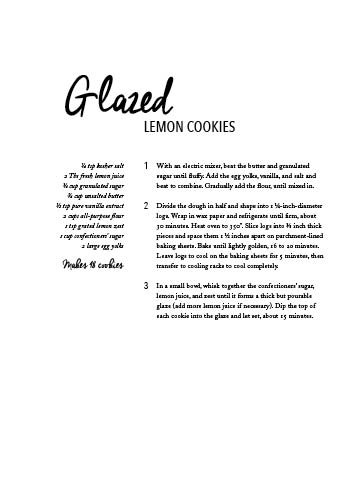 Glazed
LEMON COOKIES
¼ tsp kosher salt
2 Tbs fresh lemon juice
¾ cup granulated sugar
¾ cup unsalted butter
½ tsp pure vanilla extract
2 cups all-purpose flour
1 tsp grated lemon zest
1 cup confectioners' sugar
2 large egg yolks
Makes 18 cookies
1 With an electric mixer, beat the butter and granulated
sugar until fluffy. Add the egg yolks, vanilla, and salt and
beat to combine. Gradually add the flour, until mixed in.
2 Divide the dough in half and shape into 1 ½-inch-diameter
logs. Wrap in wax paper and refrigerate until firm, about
30 minutes. Heat oven to 350°. Slice logs into ⅜ inch thick
pieces and space them 1 ½ inches apart on parchment-lined
baking sheets. Bake until lightly golden, 16 to 20 minutes.
Leave logs to cool on the baking sheets for 5 minutes, then
transfer to cooling racks to cool completely.
3 In a small bowl, whisk together the confectioners' sugar,
lemon juice, and zest until it forms a thick but pourable
glaze (add more lemon juice if necessary). Dip the top of
each cookie into the glaze and let set, about 15 minutes.